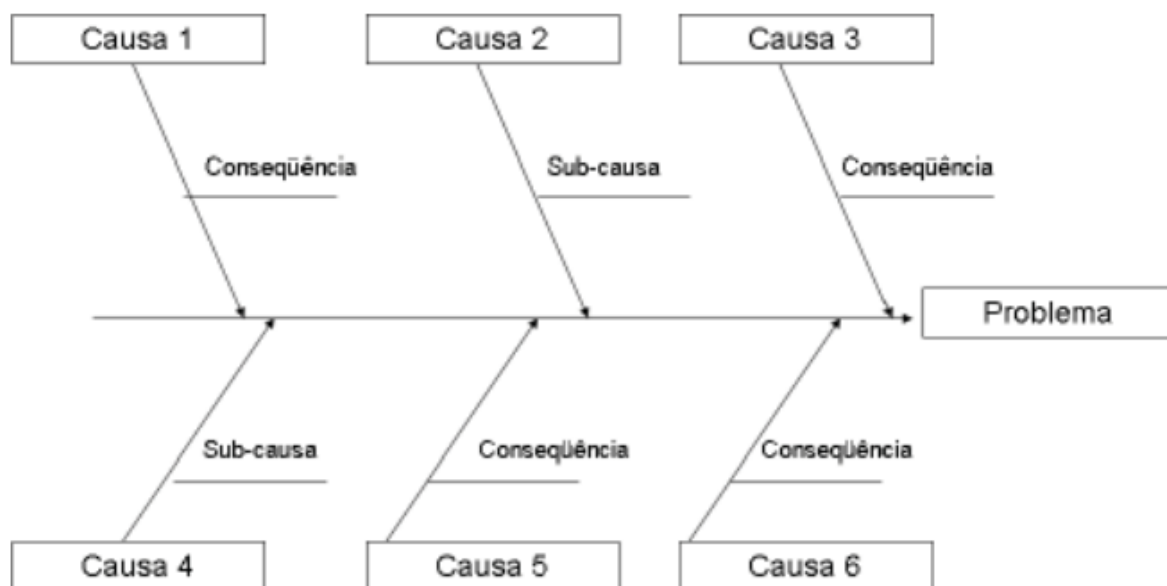 Causa 1
Causa 2
Causa 3
Conseqüência
Sub-causa
Conseqüência
Problema
Sub-causa
Conseqüência
Conseqüência
Causa 4
Causa 5
Causa 6